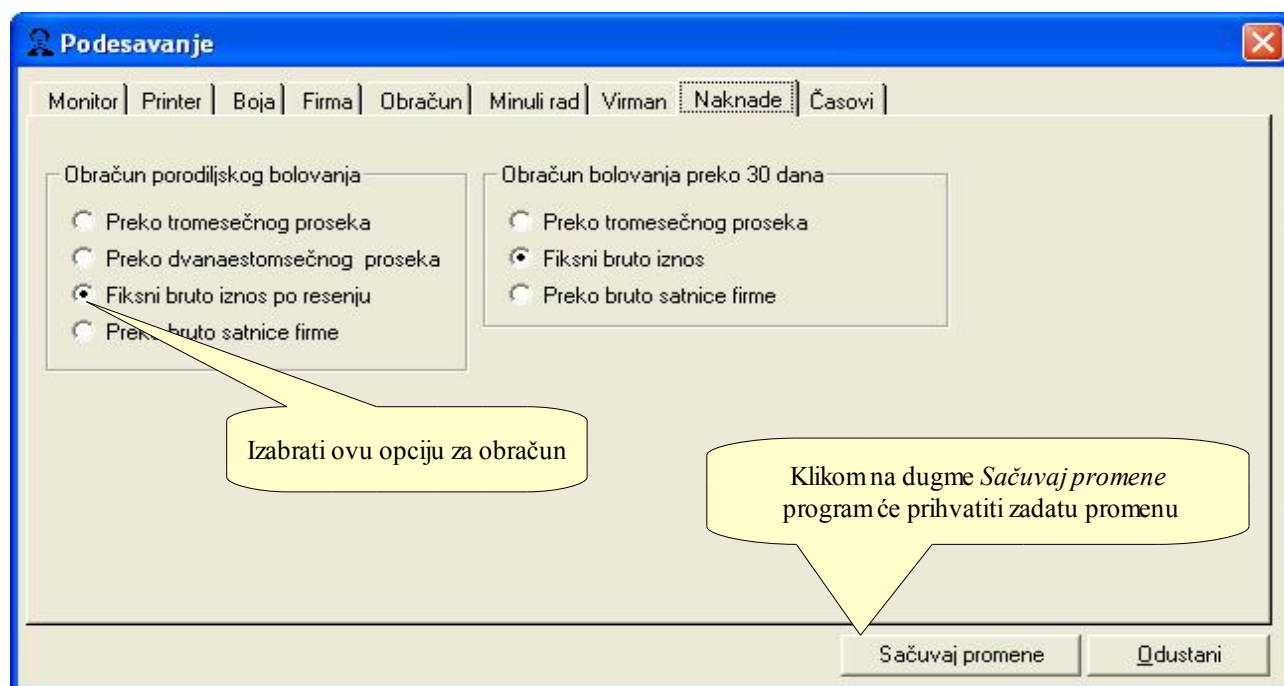 Podesavanje
Monitor Printer Boja Firma Obračun Minuli rad Virman Naknade Časovi
Obračun porodiljskog bolovanja
Preko tromesečnog proseka
Preko dvanaestomsečnog proseka
Fiksni bruto iznos po resenju
Preko bruto satnice firme
Obračun bolovanja preko 30 dana
Preko tromesečnog proseka
Fiksni bruto iznos
Preko bruto satnice firme
Izabrati ovu opciju za obračun
Klikom na dugme Sačuvaj promene
program će prihvatiti zadatu promenu
Sačuvaj promene Odustani